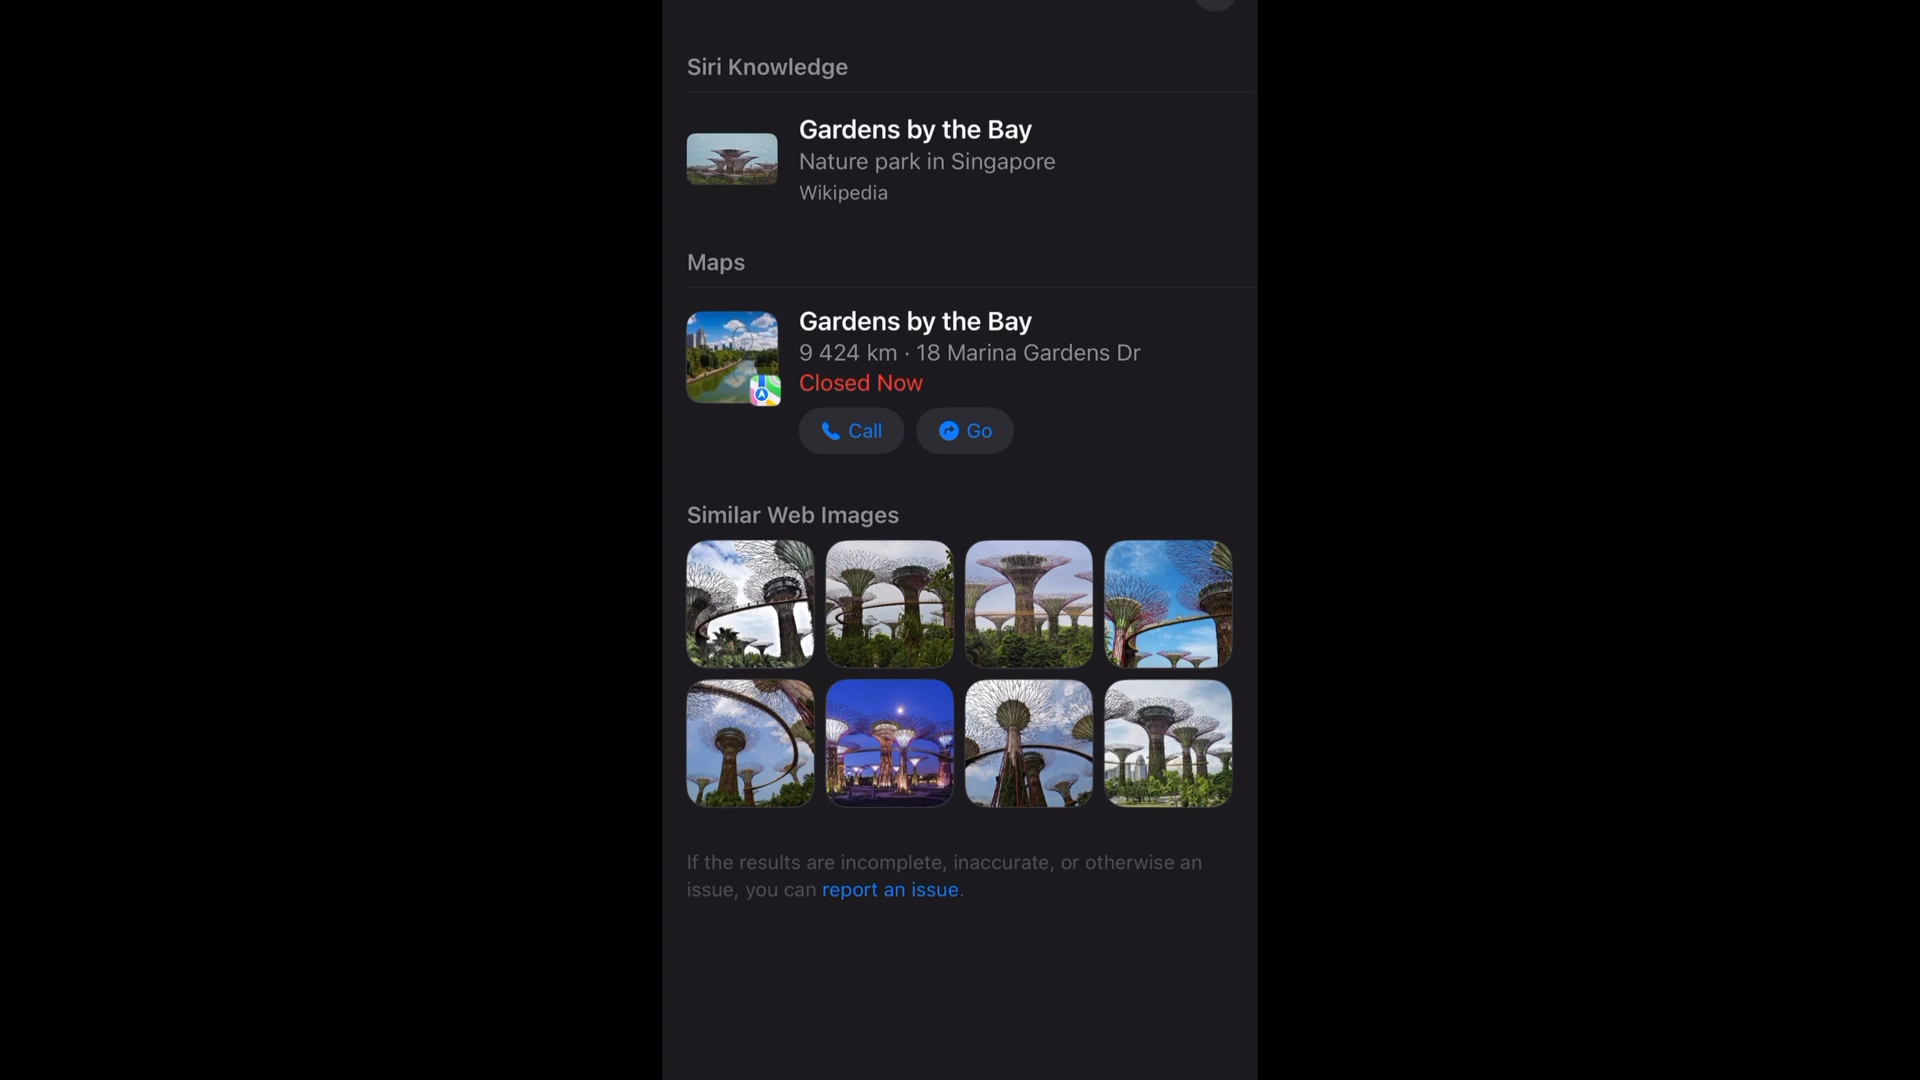 Siri Knowledge
Gardens by the Bay
Nature park in Singapore
Wikipedia
Maps
Gardens by the Bay
9 424 km · 18 Marina Gardens Dr
Closed Now
Call
Go
Similar Web Images
If the results are incomplete, inaccurate, or otherwise an
issue, you can report an issue.